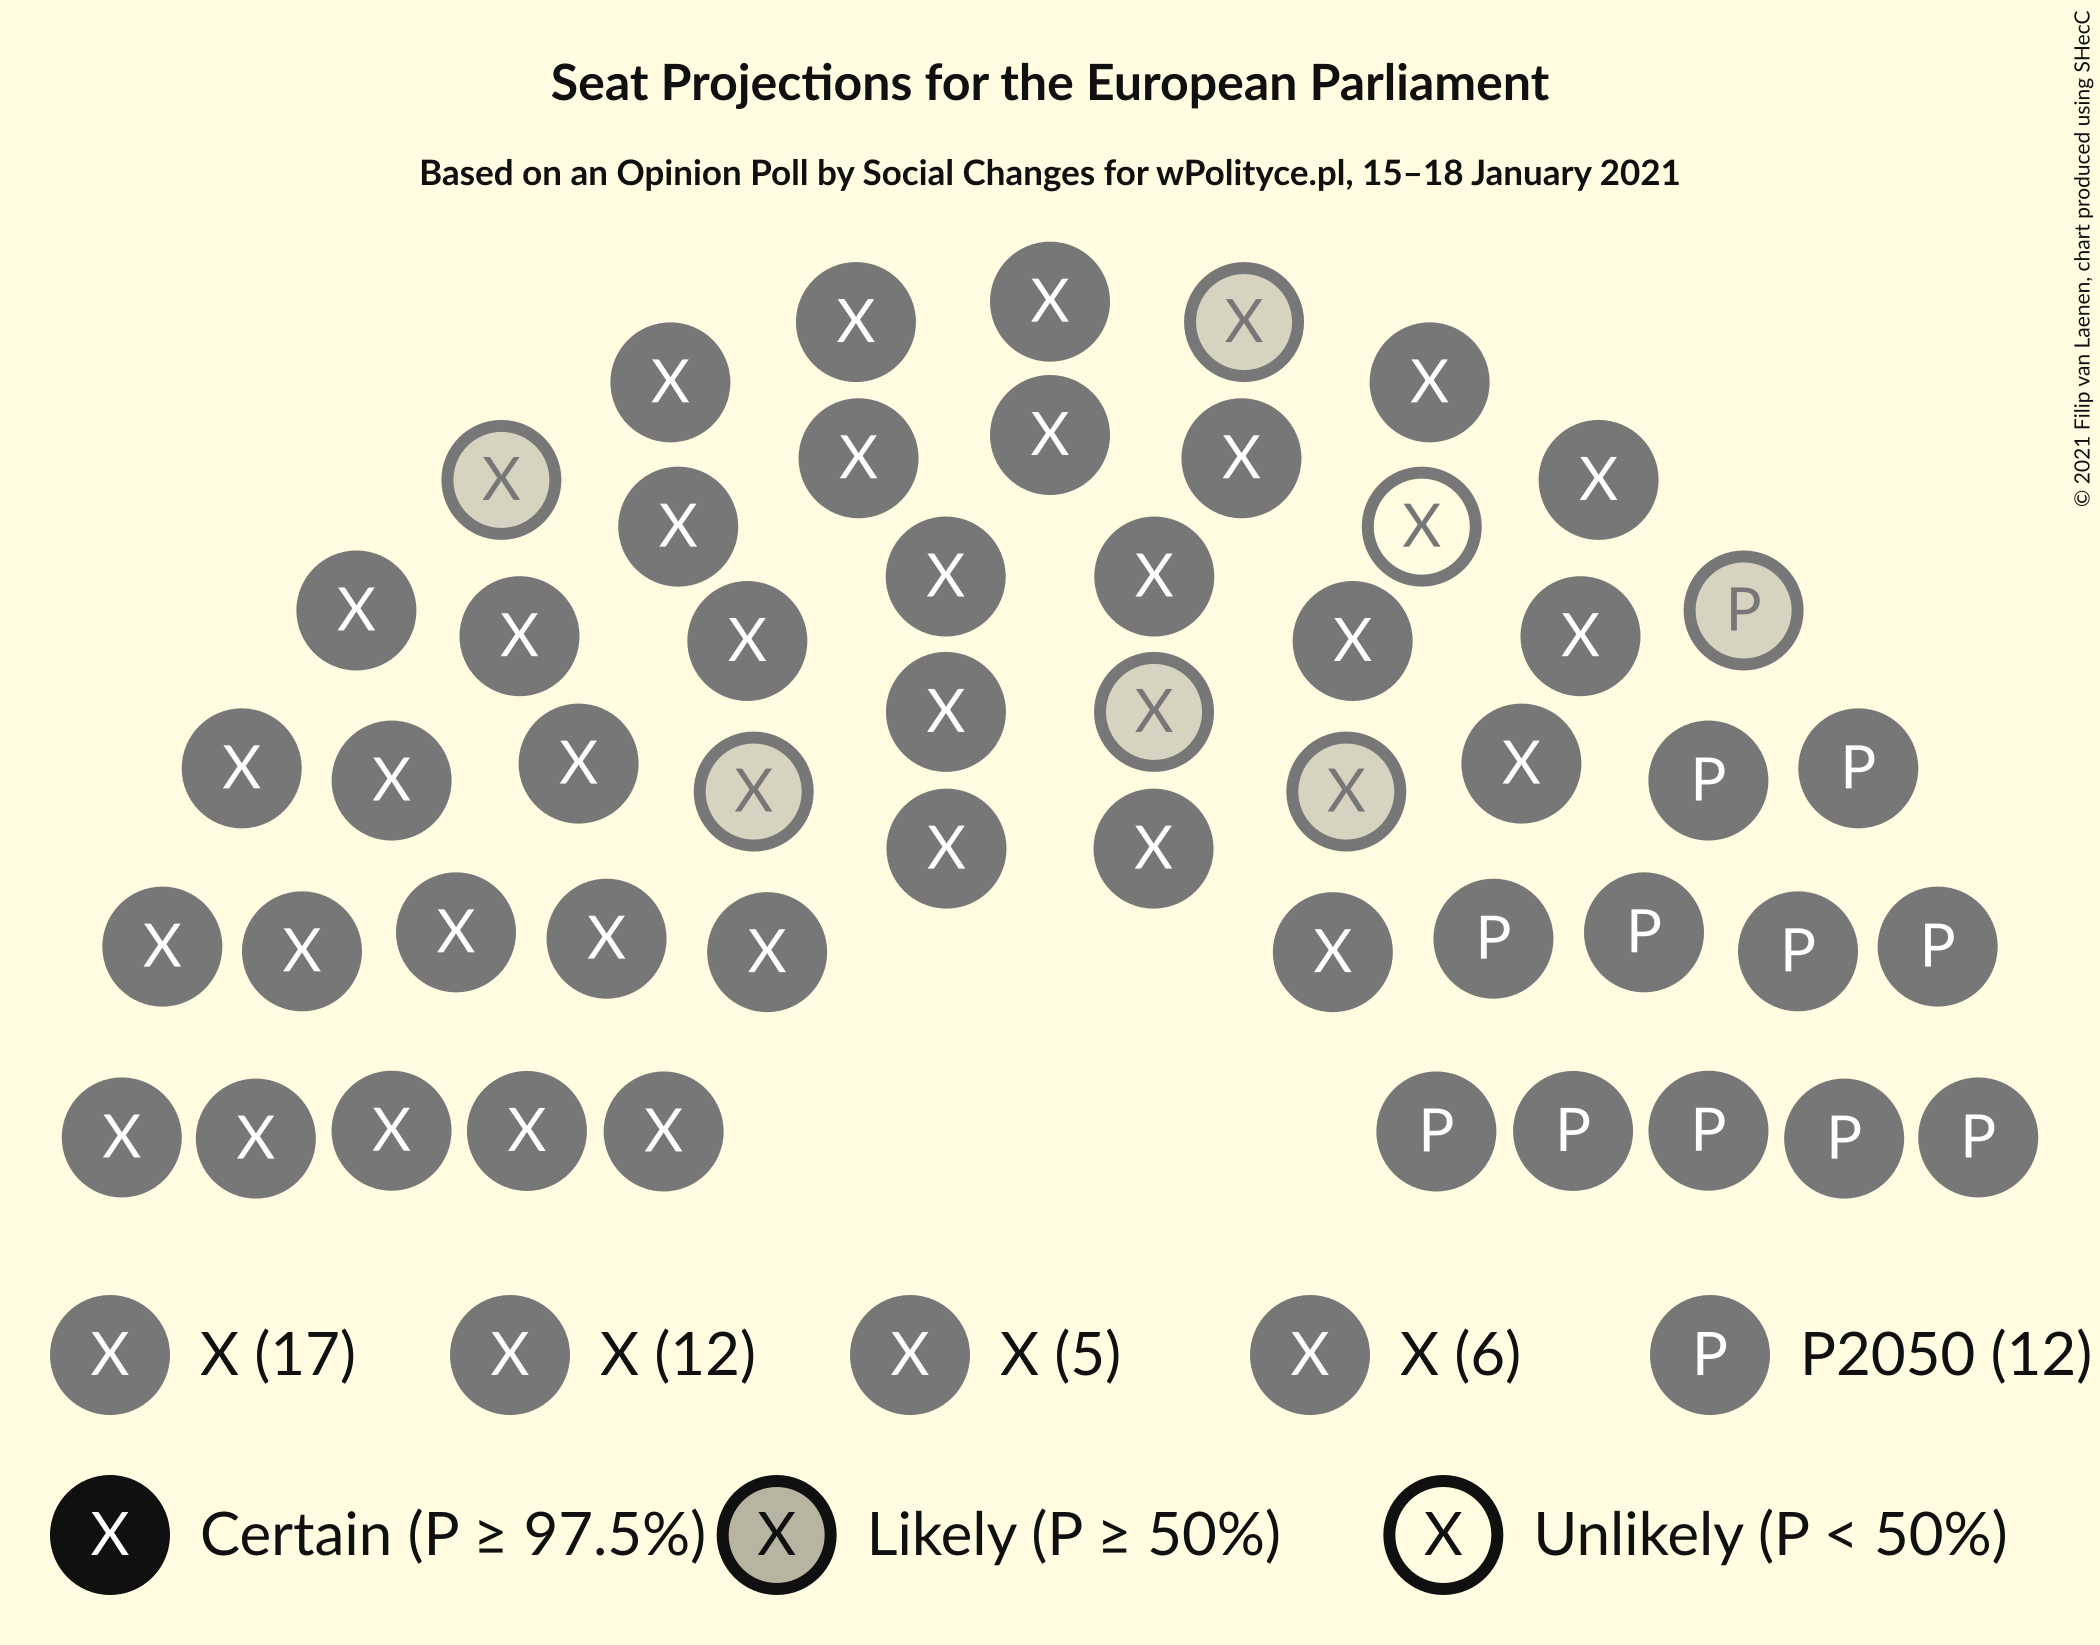 Seat Projections for the European Parliament
Based on an Opinion Poll by Social Changes for wPolityce.pl, 15–18 January 2021
© 2021 Filip van Laenen, chart produced using SHecC
X X X
X X
X X X
X X X
X X
X X
X X X X
X X P
X X
X X X P P
X X
X X
X X X X X X P P P P
X X X X X P P P P P
X X (17) X X (12) X X (5) X X (6) P P2050 (12)
X Certain (P ≥ 97.5%) X Likely (P ≥ 50%) X Unlikely (P < 50%)